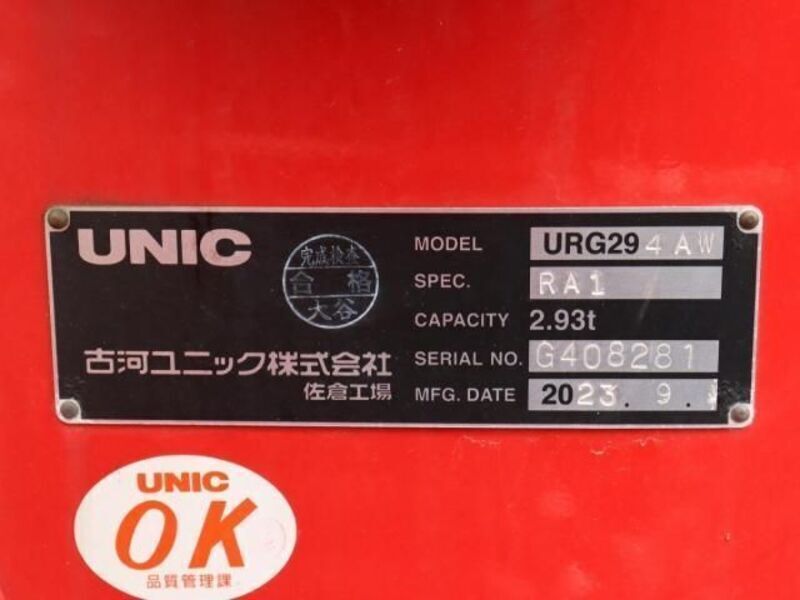 UNIC
完成検査
合格
大谷
古河ユニック株式会社
佐倉工場
MODEL URG294AW
SPEC. RA1
CAPACITY 2.93t
SERIAL NO. G408281
MFG. DATE 2023.9.
UNIC
OK
品質管理課